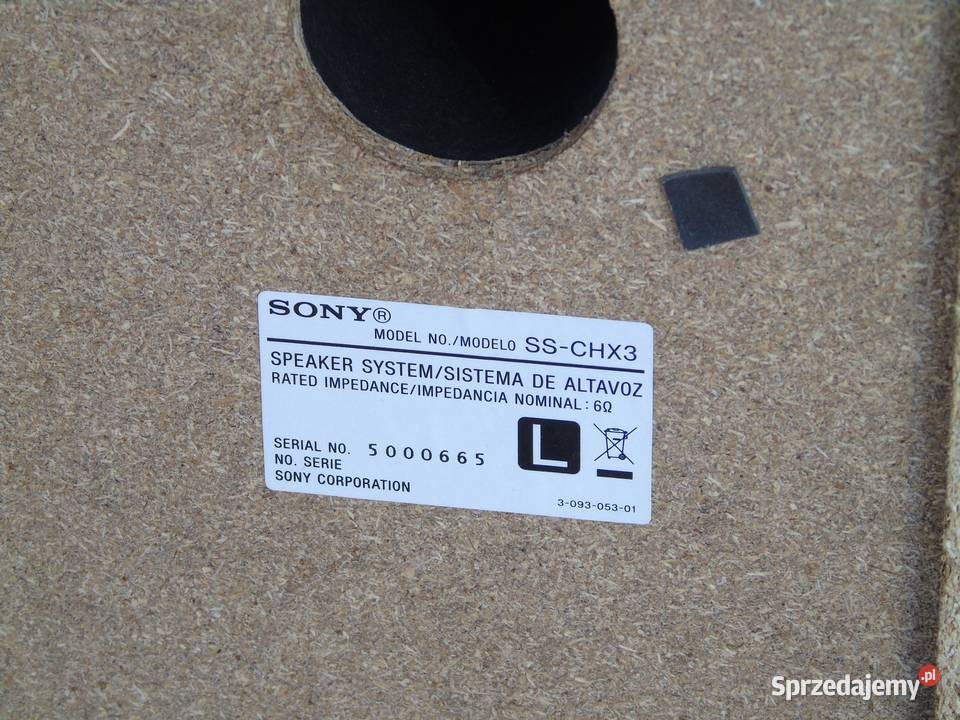 SONY®
MODEL NO./MODELO SS-CHX3
SPEAKER SYSTEM/SISTEMA DE ALTAVOZ
RATED IMPEDANCE/IMPEDANCIA NOMINAL: 6Ω
L
SERIAL NO. 5000665
NO. SERIE
SONY CORPORATION
3-093-053-01
Sprzedajemy.pl